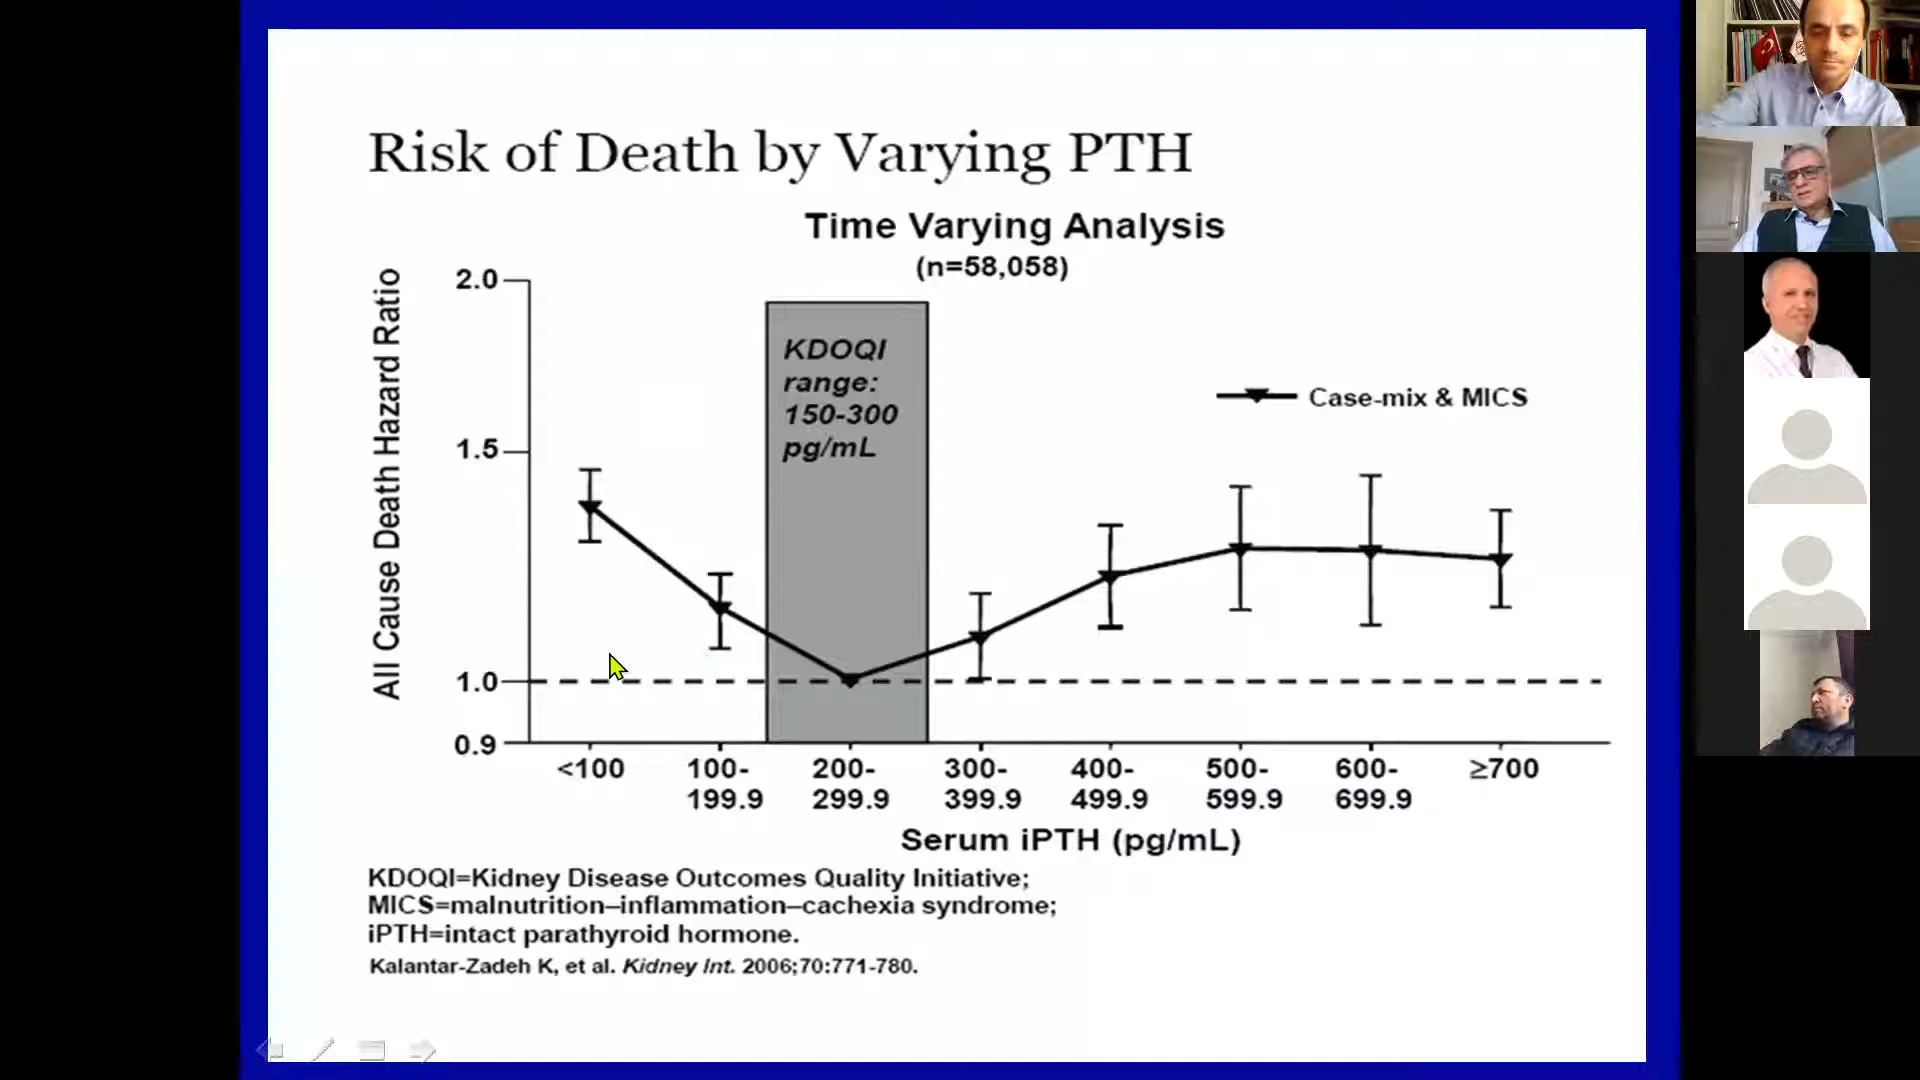 Risk of Death by Varying PTH
Time Varying Analysis
(n=58,058)
All Cause Death Hazard Ratio
2.0
1.5
1.0
0.9
KDOQI
range:
150-300
pg/mL
Case-mix & MICS
<100 100- 200- 300- 400- 500- 600- ≥700
199.9 299.9 399.9 499.9 599.9 699.9
Serum iPTH (pg/mL)
KDOQI=Kidney Disease Outcomes Quality Initiative;
MICS=malnutrition–inflammation–cachexia syndrome;
iPTH=intact parathyroid hormone.
Kalantar-Zadeh K, et al. Kidney Int. 2006;70:771-780.